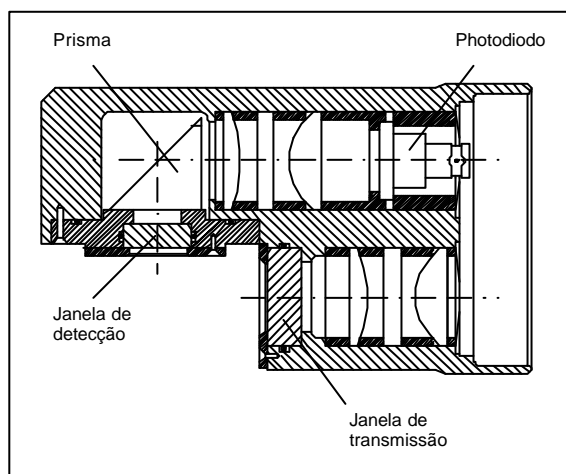 Prisma
Photodiodo
Janela de
detecção
Janela de
transmissão